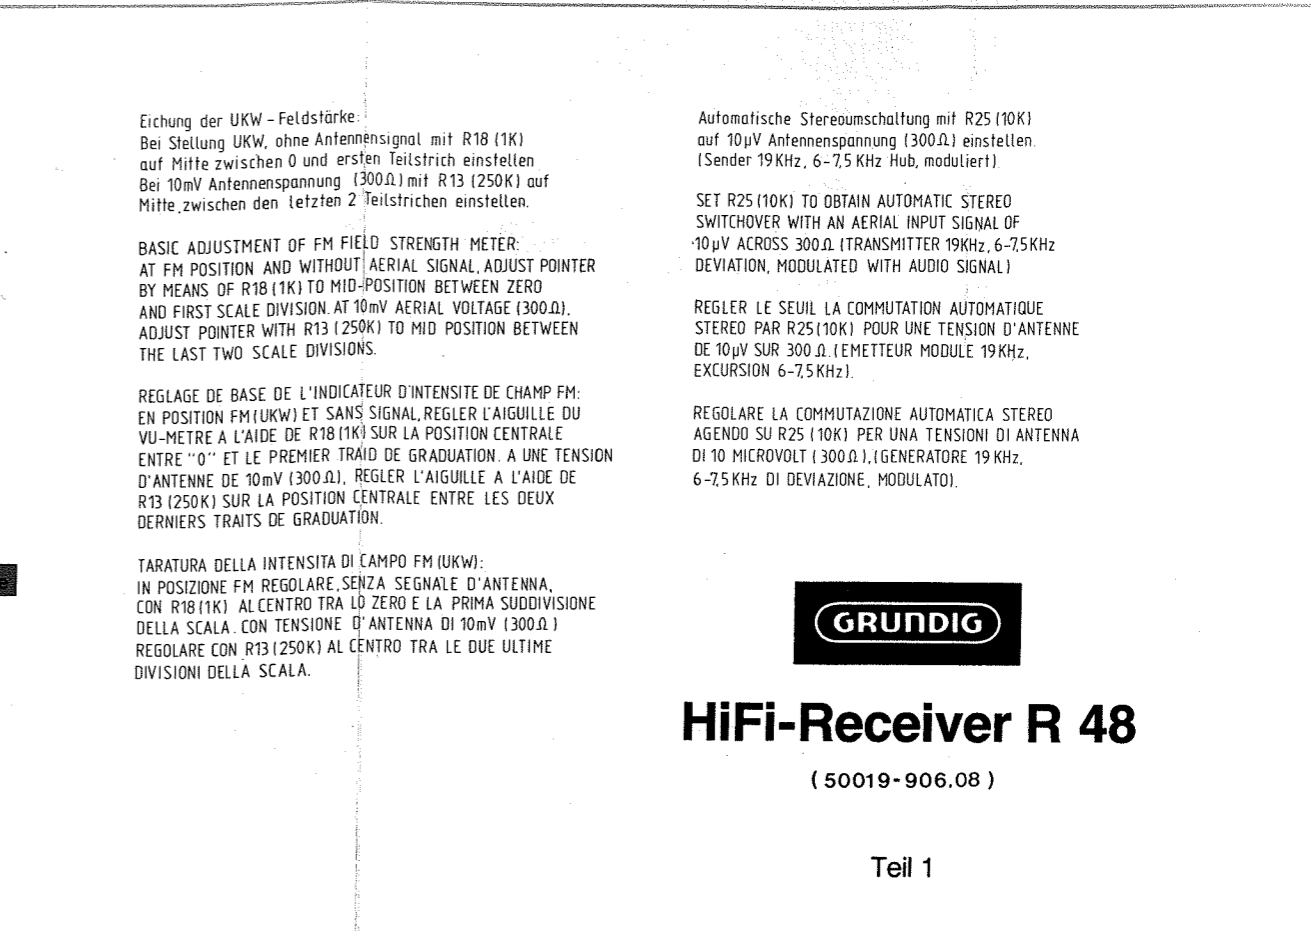 Eichung der UKW – Feldstärke:
Bei Stellung UKW, ohne Antennensignal mit R18 (1K)
auf Mitte zwischen 0 und ersten Teilstrich einstellen
Bei 10mV Antennenspannung (300Ω) mit R13 (250K) auf
Mitte zwischen den letzten 2 Teilstrichen einstellen.
BASIC ADJUSTMENT OF FM FIELD STRENGTH METER:
AT FM POSITION AND WITHOUT AERIAL SIGNAL, ADJUST POINTER
BY MEANS OF R18 (1K) TO MID-POSITION BETWEEN ZERO
AND FIRST SCALE DIVISION. AT 10mV AERIAL VOLTAGE (300Ω),
ADJUST POINTER WITH R13 (250K) TO MID POSITION BETWEEN
THE LAST TWO SCALE DIVISIONS.
REGLAGE DE BASE DE L'INDICATEUR D'INTENSITE DE CHAMP FM:
EN POSITION FM (UKW) ET SANS SIGNAL, REGLER L'AIGUILLE DU
VU-METRE A L'AIDE DE R18 (1K) SUR LA POSITION CENTRALE
ENTRE "0" ET LE PREMIER TRAID DE GRADUATION. A UNE TENSION
D'ANTENNE DE 10mV (300Ω), REGLER L'AIGUILLE A L'AIDE DE
R13 (250K) SUR LA POSITION CENTRALE ENTRE LES DEUX
DERNIERS TRAITS DE GRADUATION.
TARATURA DELLA INTENSITA DI CAMPO FM (UKW):
IN POSIZIONE FM REGOLARE, SENZA SEGNALE D'ANTENNA,
CON R18 (1K) AL CENTRO TRA LO ZERO E LA PRIMA SUDDIVISIONE
DELLA SCALA. CON TENSIONE D'ANTENNA DI 10mV (300Ω)
REGOLARE CON R13 (250K) AL CENTRO TRA LE DUE ULTIME
DIVISIONI DELLA SCALA.
Automatische Stereoumschaltung mit R25 (10K)
auf 10µV Antennenspannung (300Ω) einstellen.
(Sender 19KHz, 6-7,5 KHz Hub, moduliert).
SET R25 (10K) TO OBTAIN AUTOMATIC STEREO
SWITCHOVER WITH AN AERIAL INPUT SIGNAL OF
10µV ACROSS 300Ω (TRANSMITTER 19KHz, 6-7,5KHz
DEVIATION, MODULATED WITH AUDIO SIGNAL)
REGLER LE SEUIL LA COMMUTATION AUTOMATIQUE
STEREO PAR R25 (10K) POUR UNE TENSION D'ANTENNE
DE 10µV SUR 300 Ω. (EMETTEUR MODULE 19KHz,
EXCURSION 6-7,5KHz).
REGOLARE LA COMMUTAZIONE AUTOMATICA STEREO
AGENDO SU R25 (10K) PER UNA TENSIONI DI ANTENNA
DI 10 MICROVOLT (300Ω), (GENERATORE 19 KHz,
6-7,5KHz DI DEVIAZIONE, MODULATO).
GRUNDIG
HiFi-Receiver R 48
(50019-906.08)
Teil 1